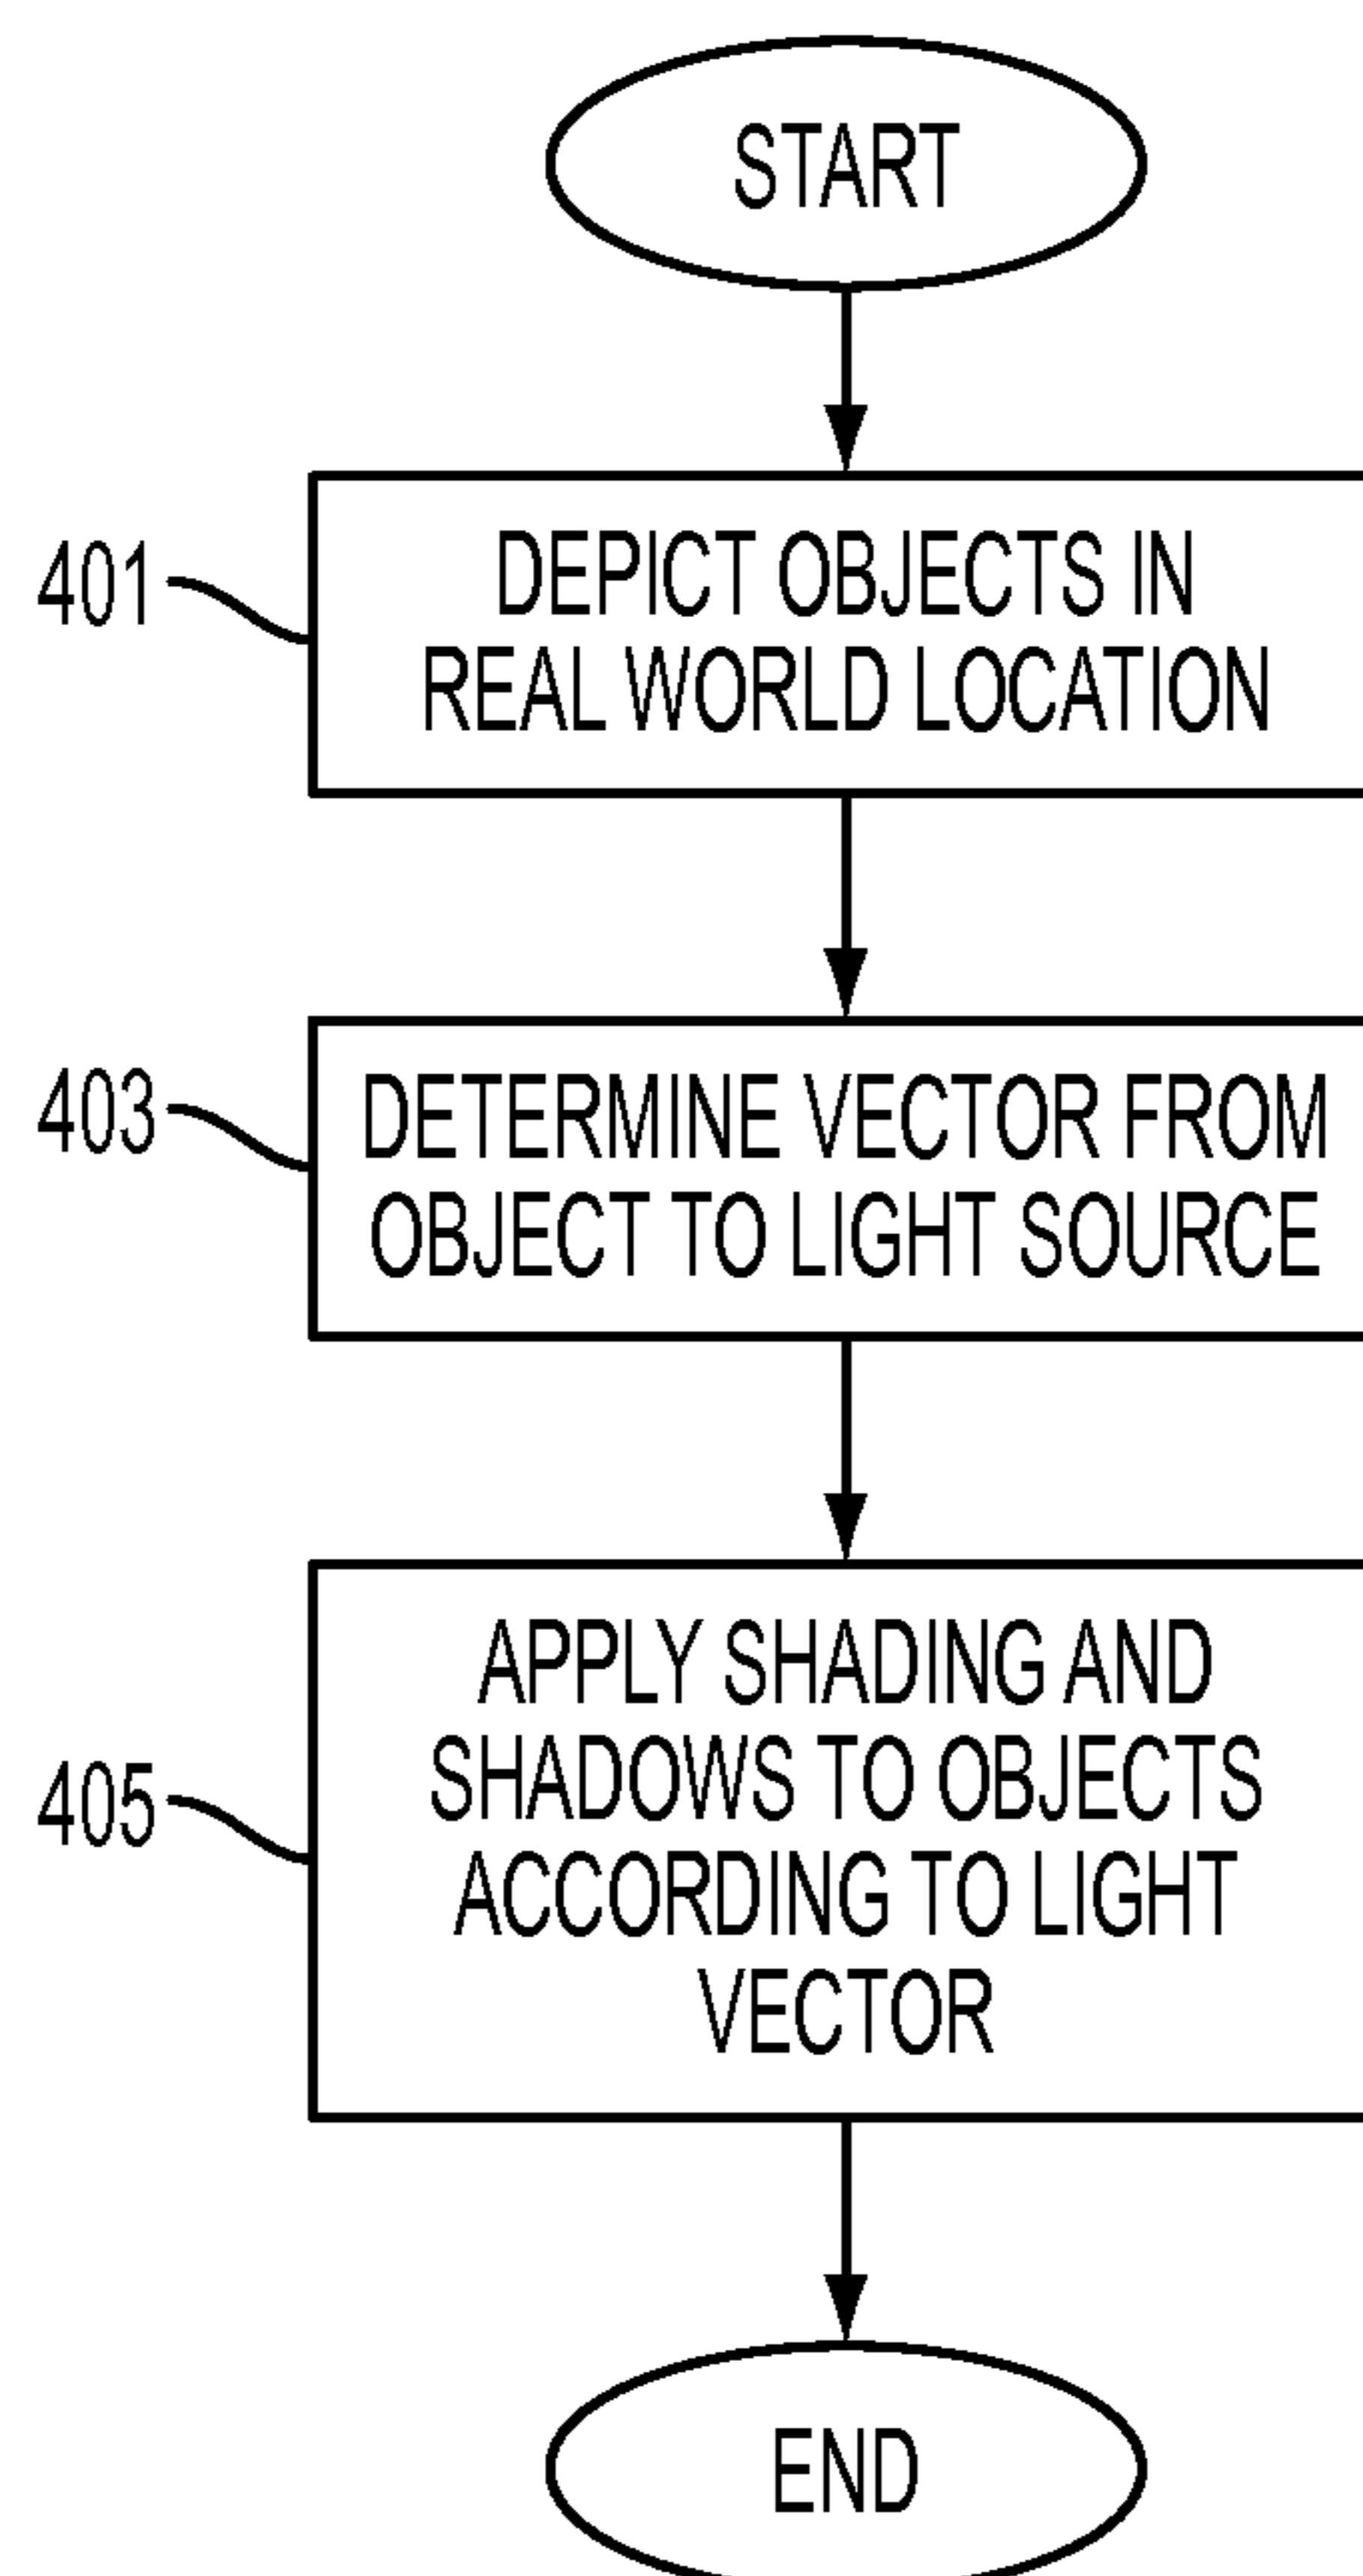 START
401
DEPICT OBJECTS IN
REAL WORLD LOCATION
403
DETERMINE VECTOR FROM
OBJECT TO LIGHT SOURCE
405
APPLY SHADING AND
SHADOWS TO OBJECTS
ACCORDING TO LIGHT
VECTOR
END